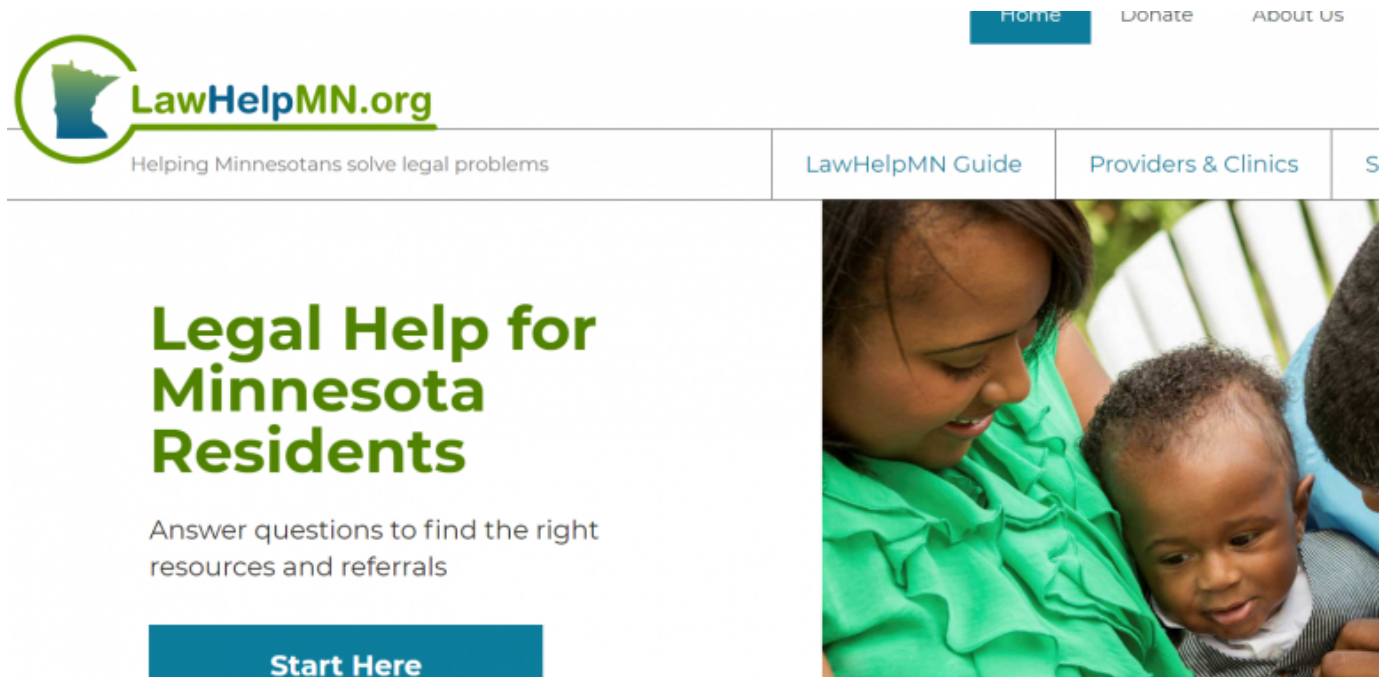 Home Donate About Us
LawHelpMN.org
Helping Minnesotans solve legal problems
LawHelpMN Guide Providers & Clinics S
Legal Help for
Minnesota
Residents
Answer questions to find the right
resources and referrals
Start Here